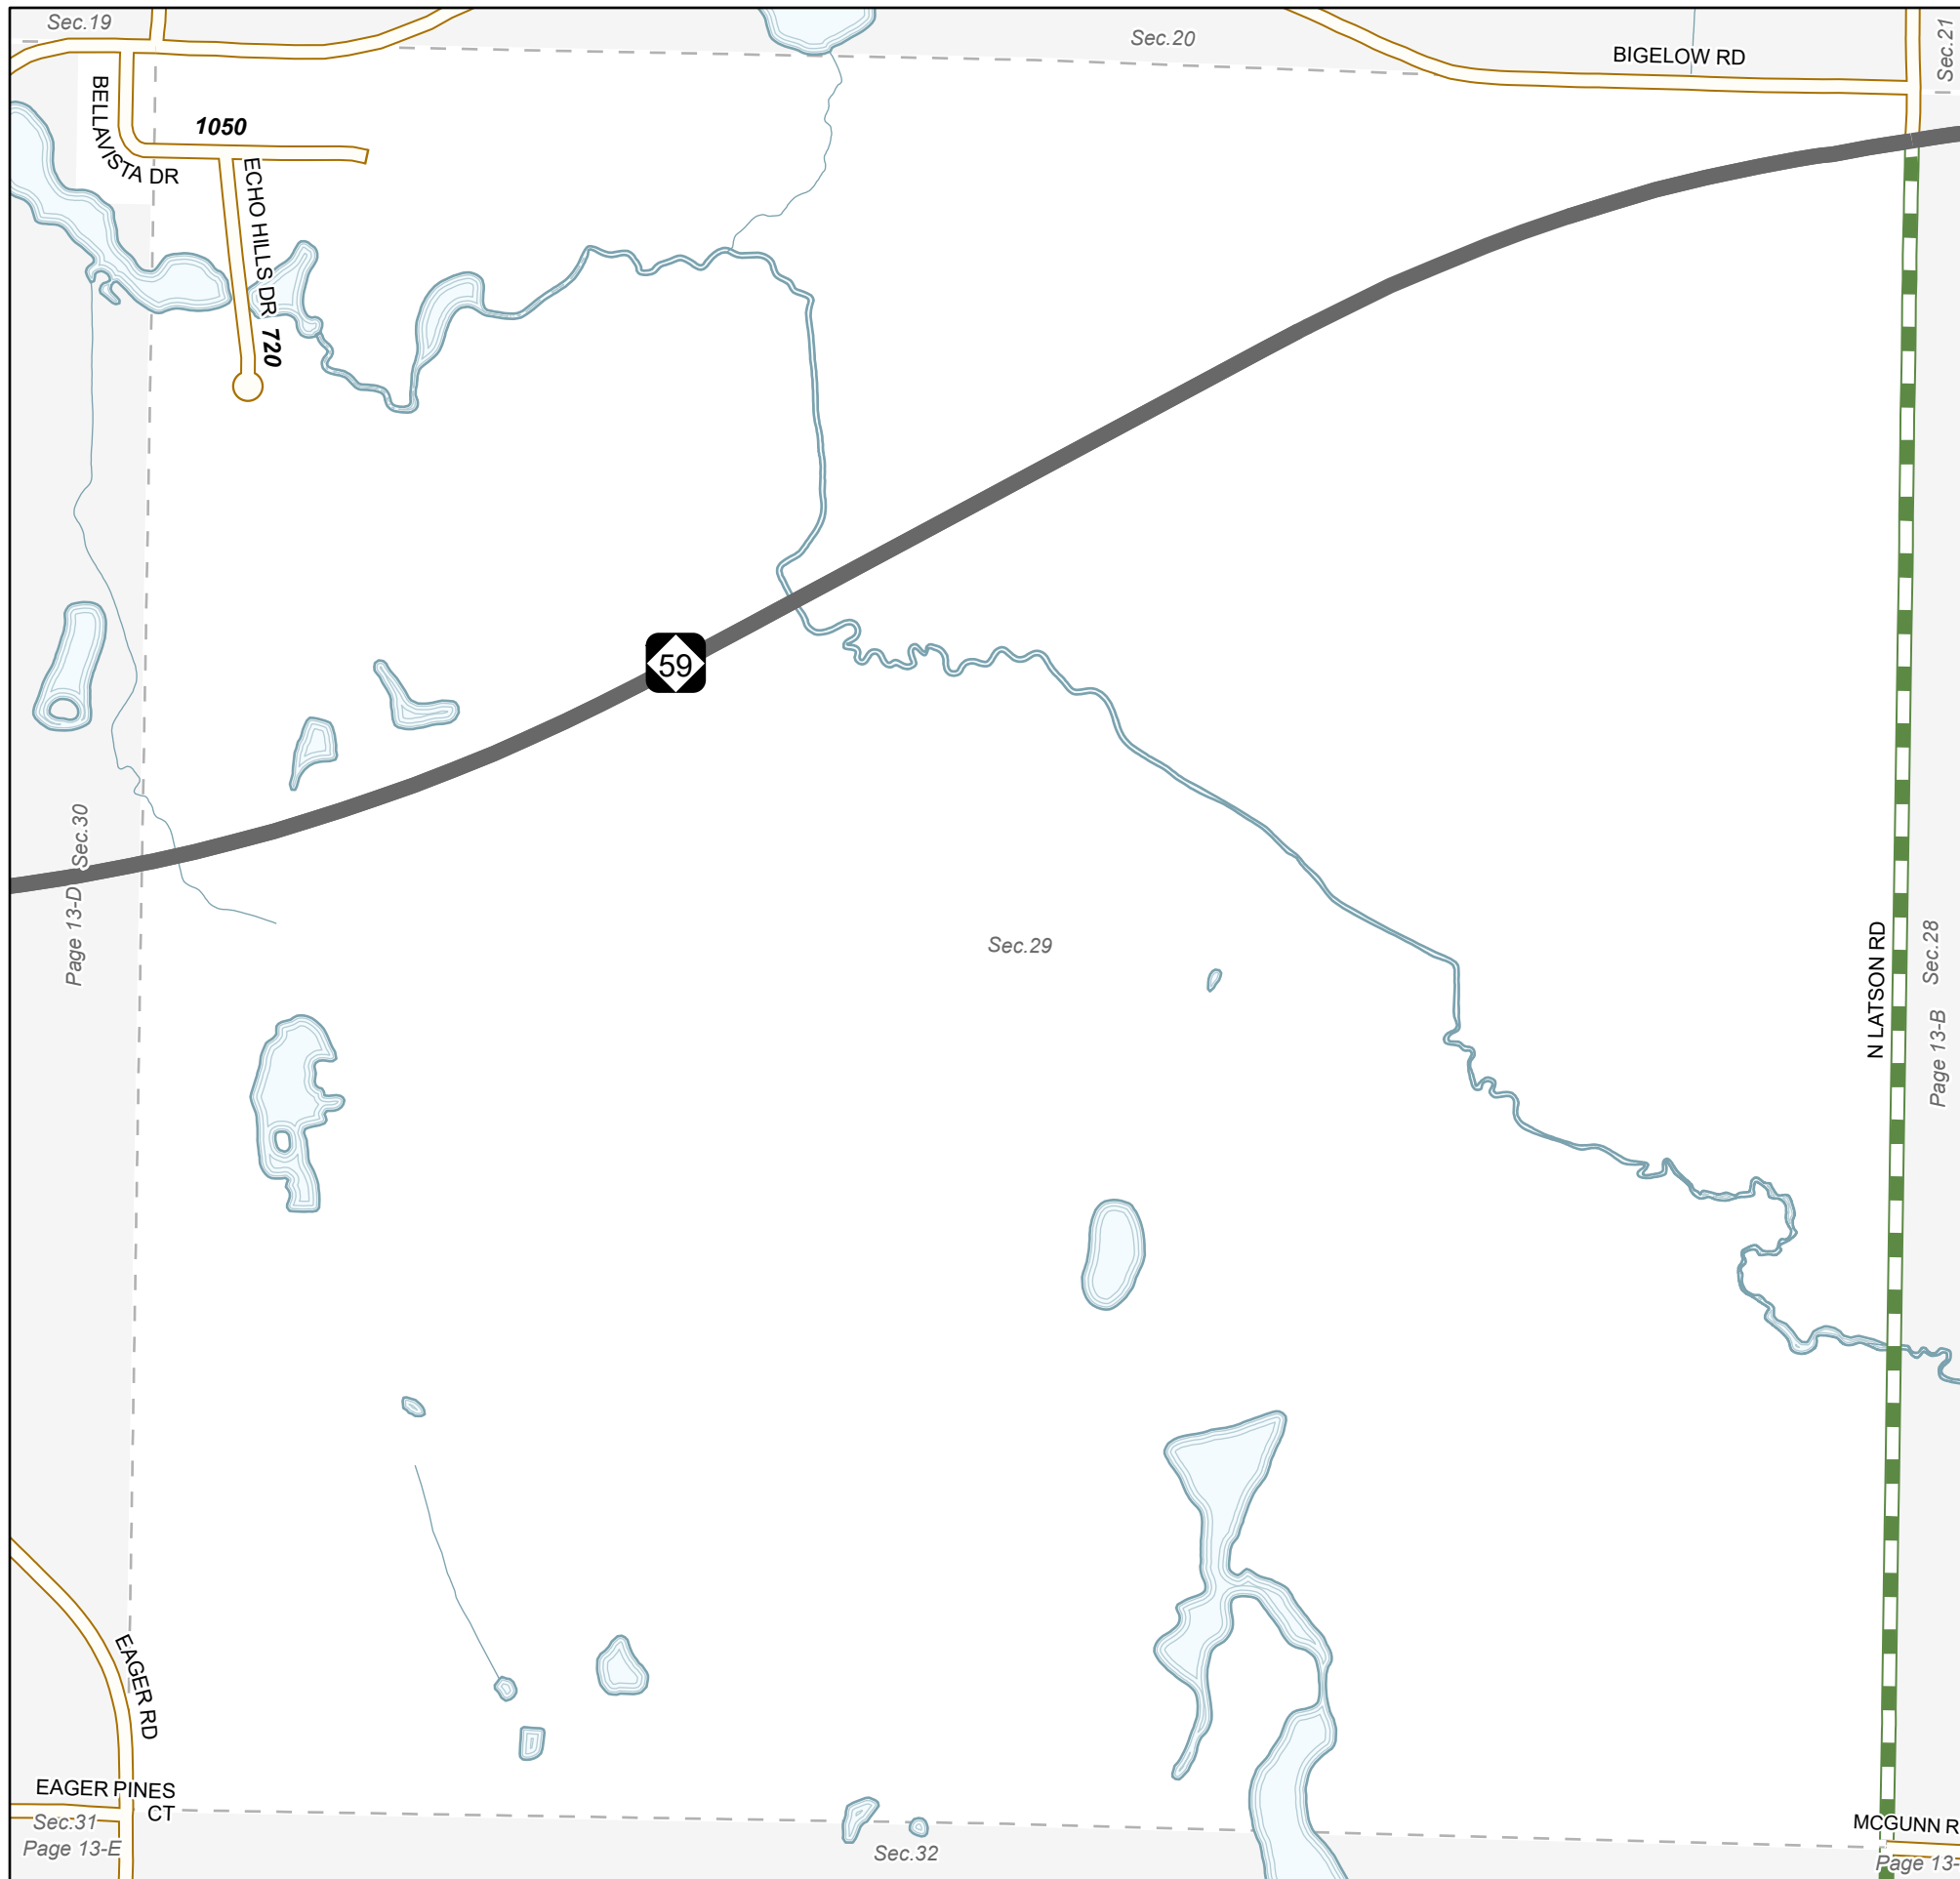 Sec.19
Sec.20
Sec.21
BIGELOW RD
BELLAVISTA DR
1050
ECHO HILLS DR
720
59
Sec.30
Page 13-D
Sec.29
N LATSON RD
Sec.28
Page 13-B
EAGER RD
EAGER PINES
CT
Sec.31
Page 13-E
Sec.32
MCGUNN R
Page 13-